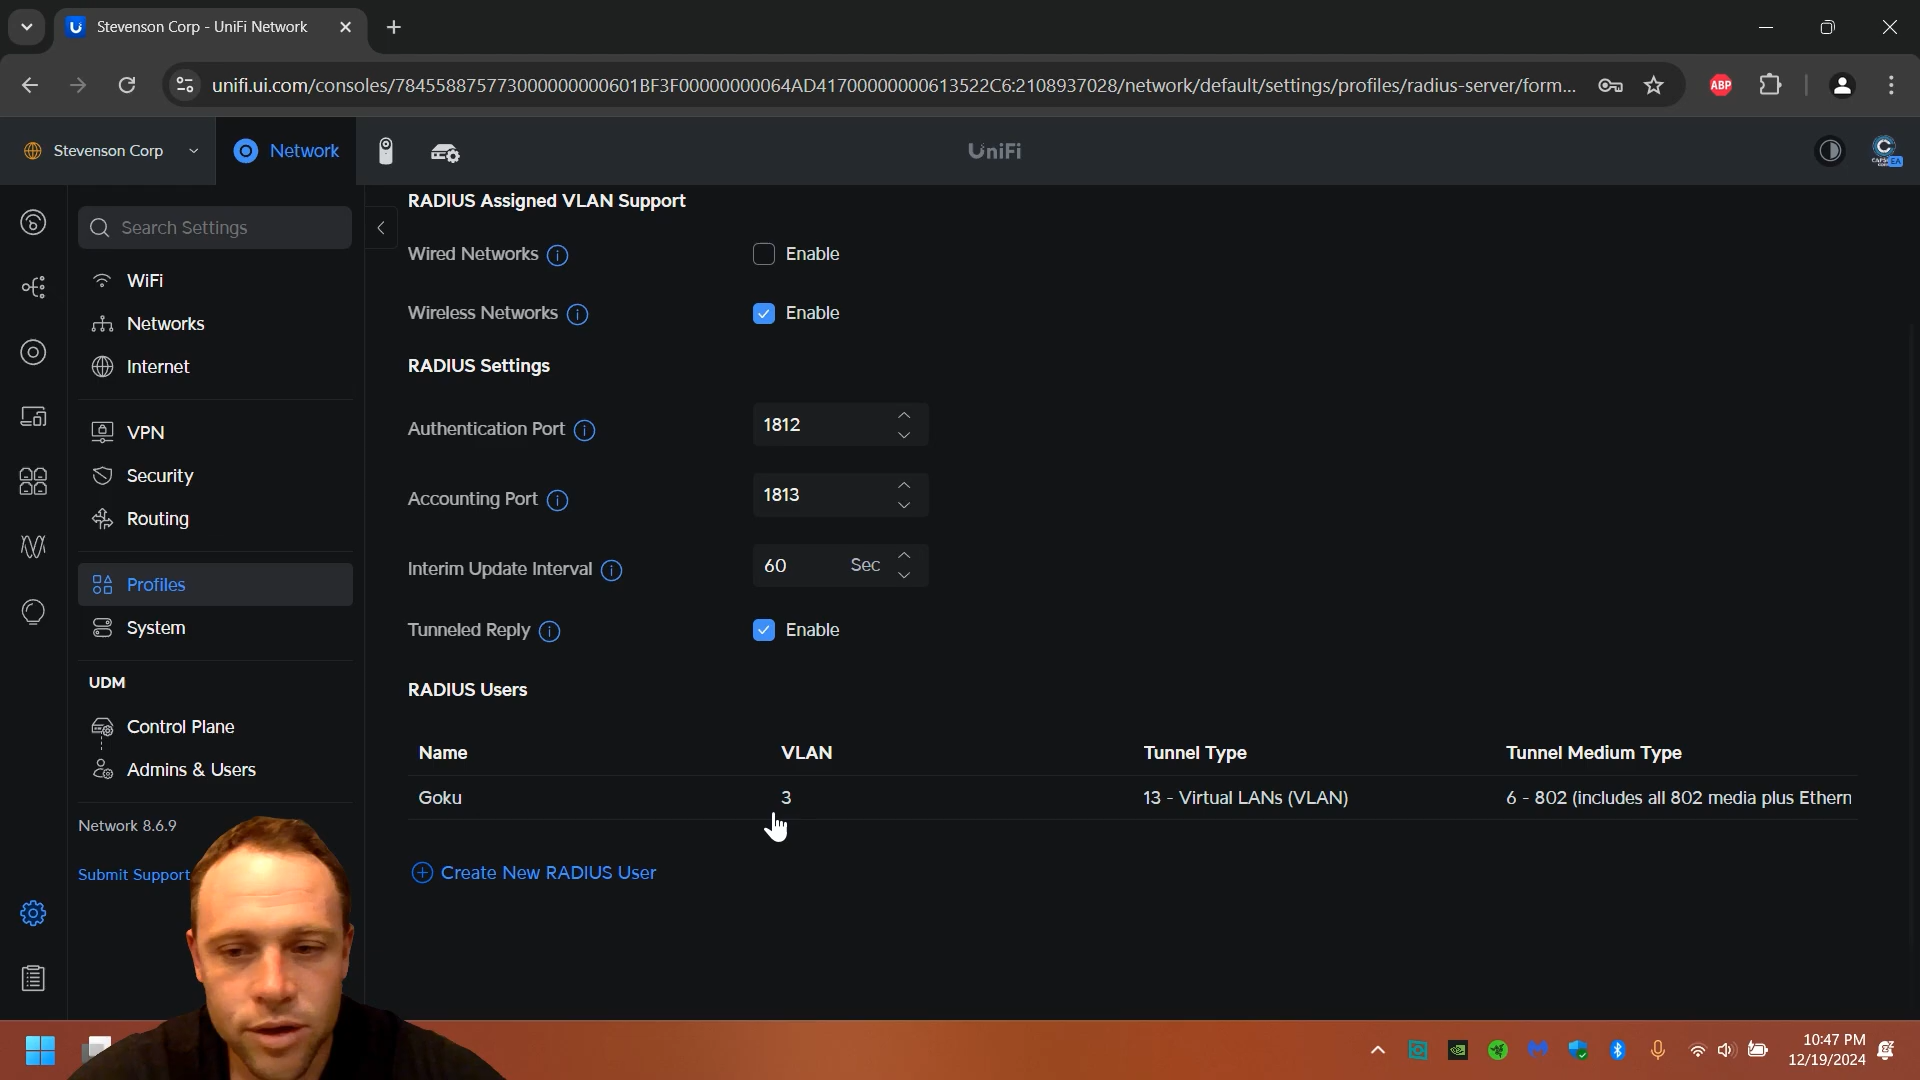 Stevenson Corp - UniFi Network
unifi.ui.com/consoles/784558875773000000000601BF3F00000000064AD41700000000613522C6:2108937028/network/default/settings/profiles/radius-server/form...
ABP
Stevenson Corp
Network
UniFi
EA
Search Settings
WiFi
Networks
Internet
VPN
Security
Routing
Profiles
System
UDM
Control Plane
Admins & Users
Network 8.6.9
Submit Support
RADIUS Assigned VLAN Support
Wired Networks
Enable
Wireless Networks
Enable
RADIUS Settings
Authentication Port
1812
Accounting Port
1813
Interim Update Interval
60 Sec
Tunneled Reply
Enable
RADIUS Users
Name VLAN Tunnel Type Tunnel Medium Type
Goku 3 13 - Virtual LANs (VLAN) 6 - 802 (includes all 802 media plus Ethern
Create New RADIUS User
10:47 PM
12/19/2024